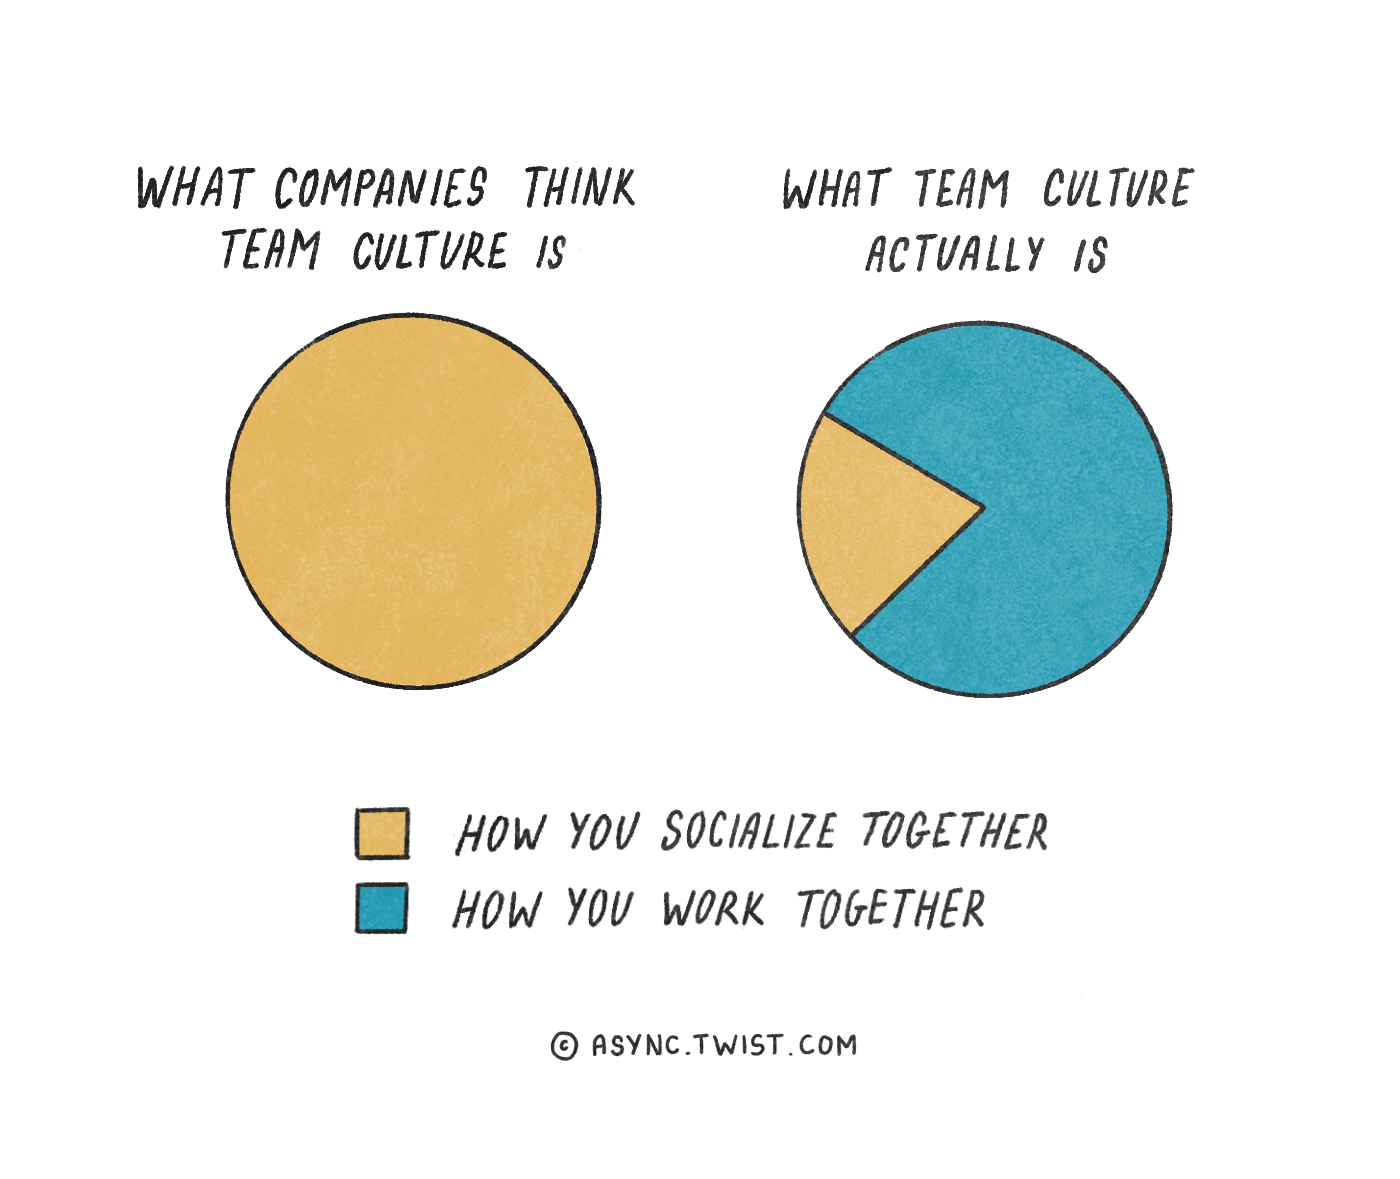 WHAT COMPANIES THINK
TEAM CULTURE IS
WHAT TEAM CULTURE
ACTUALLY IS
HOW YOU SOCIALIZE TOGETHER
HOW YOU WORK TOGETHER
© ASYNC.TWIST.COM